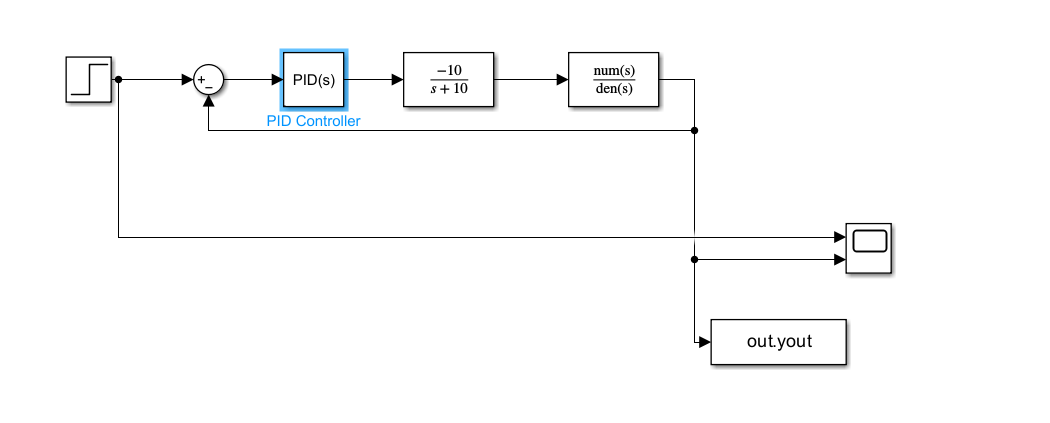 +
−
PID(s)
PID Controller
−10
s + 10
num(s)
den(s)
out.yout